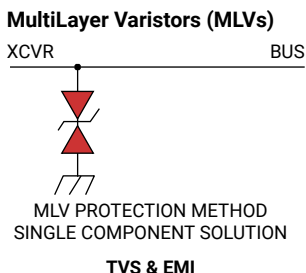 MultiLayer Varistors (MLVs)
XCVR BUS
MLV PROTECTION METHOD
SINGLE COMPONENT SOLUTION
TVS & EMI